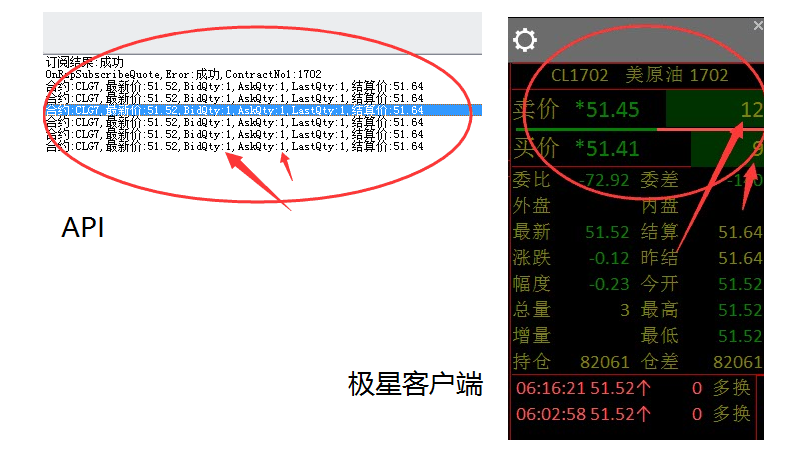 订阅结果:成功
OnRspSubscribeQuote,Eror:成功,ContractNo1:1702
合约:CLG7,最新价:51.52,BidQty:1,AskQty:1,LastQty:1,结算价:51.64
合约:CLG7,最新价:51.52,BidQty:1,AskQty:1,LastQty:1,结算价:51.64
合约:CLG7,最新价:51.52,BidQty:1,AskQty:1,LastQty:1,结算价:51.64
合约:CLG7,最新价:51.52,BidQty:1,AskQty:1,LastQty:1,结算价:51.64
合约:CLG7,最新价:51.52,BidQty:1,AskQty:1,LastQty:1,结算价:51.64
合约:CLG7,最新价:51.52,BidQty:1,AskQty:1,LastQty:1,结算价:51.64
API
极星客户端
CL1702 美原油 1702
卖价 *51.45 12
买价 *51.41 9
委比 -72.92 委差
外盘 内盘
最新 51.52 结算 51.64
涨跌 -0.12 昨结 51.64
幅度 -0.23 今开 51.52
总量 3 最高 51.52
增量 最低 51.52
持仓 82061 仓差 82061
06:16:21 51.52↑ 0 多换
06:02:58 51.52↑ 0 多换